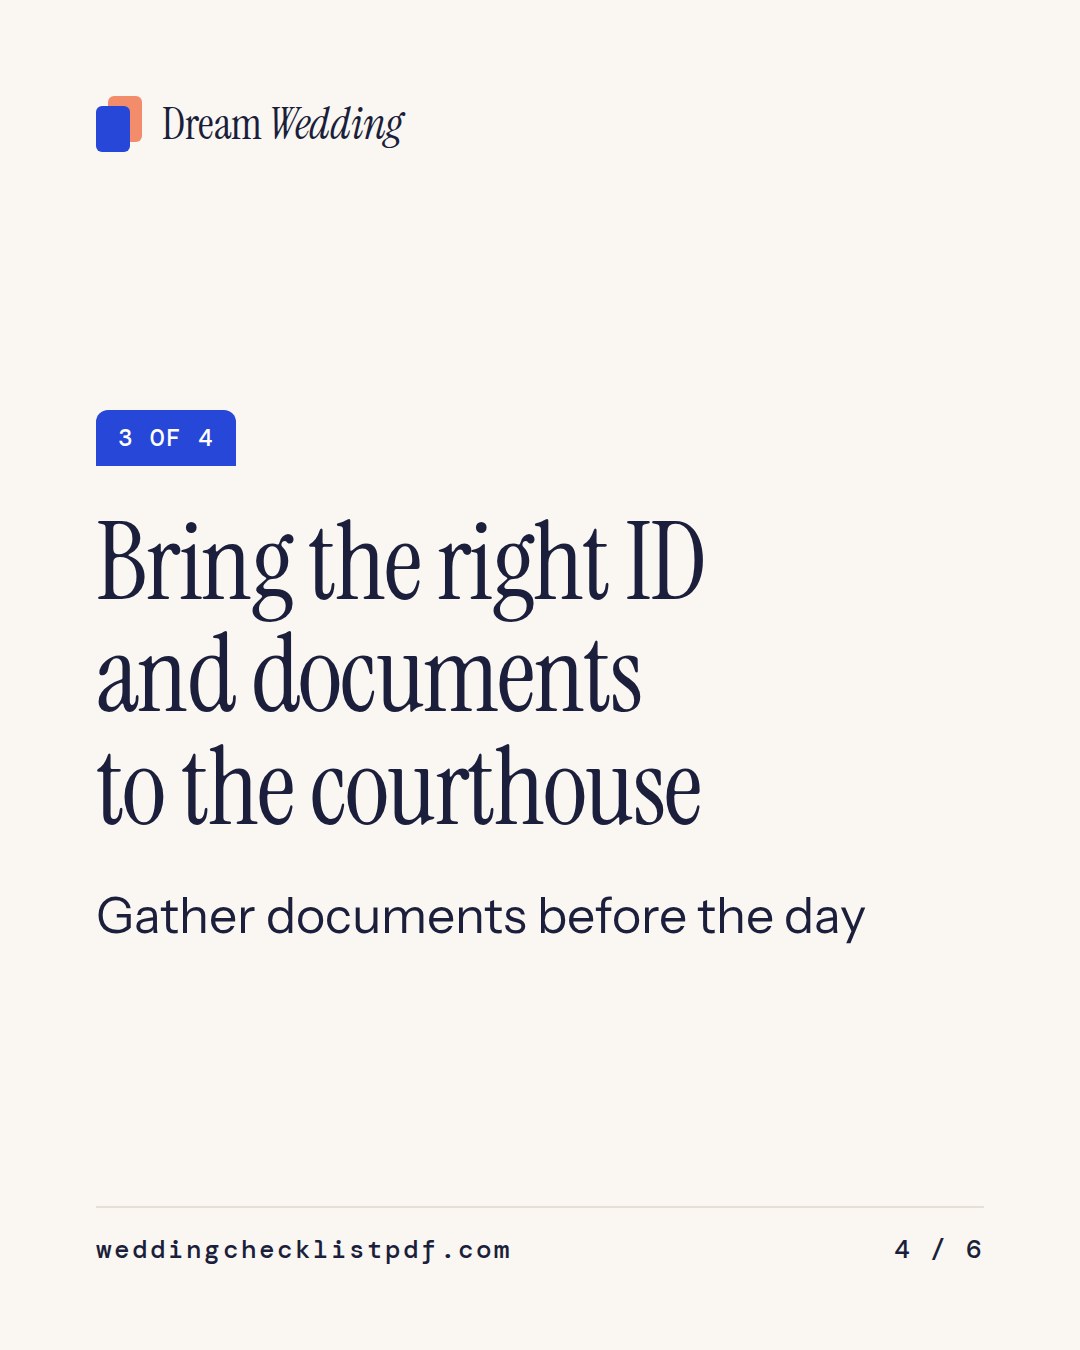 Dream Wedding
3 OF 4
Bring the right ID
and documents
to the courthouse
Gather documents before the day
weddingchecklistpdf.com
4 / 6